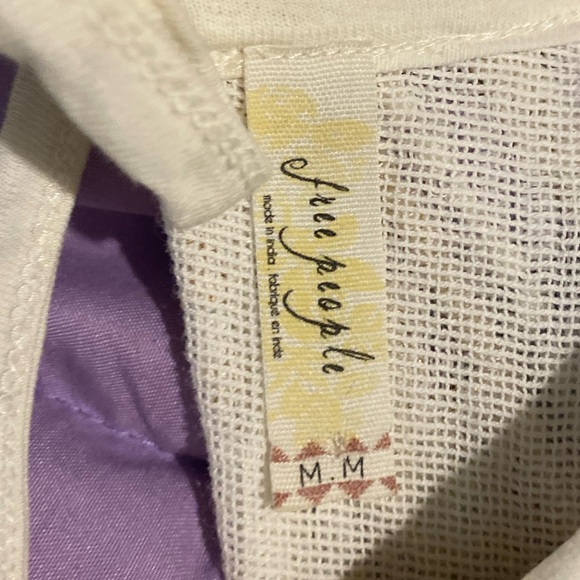 free people
made in india fabriqué en inde
M.M